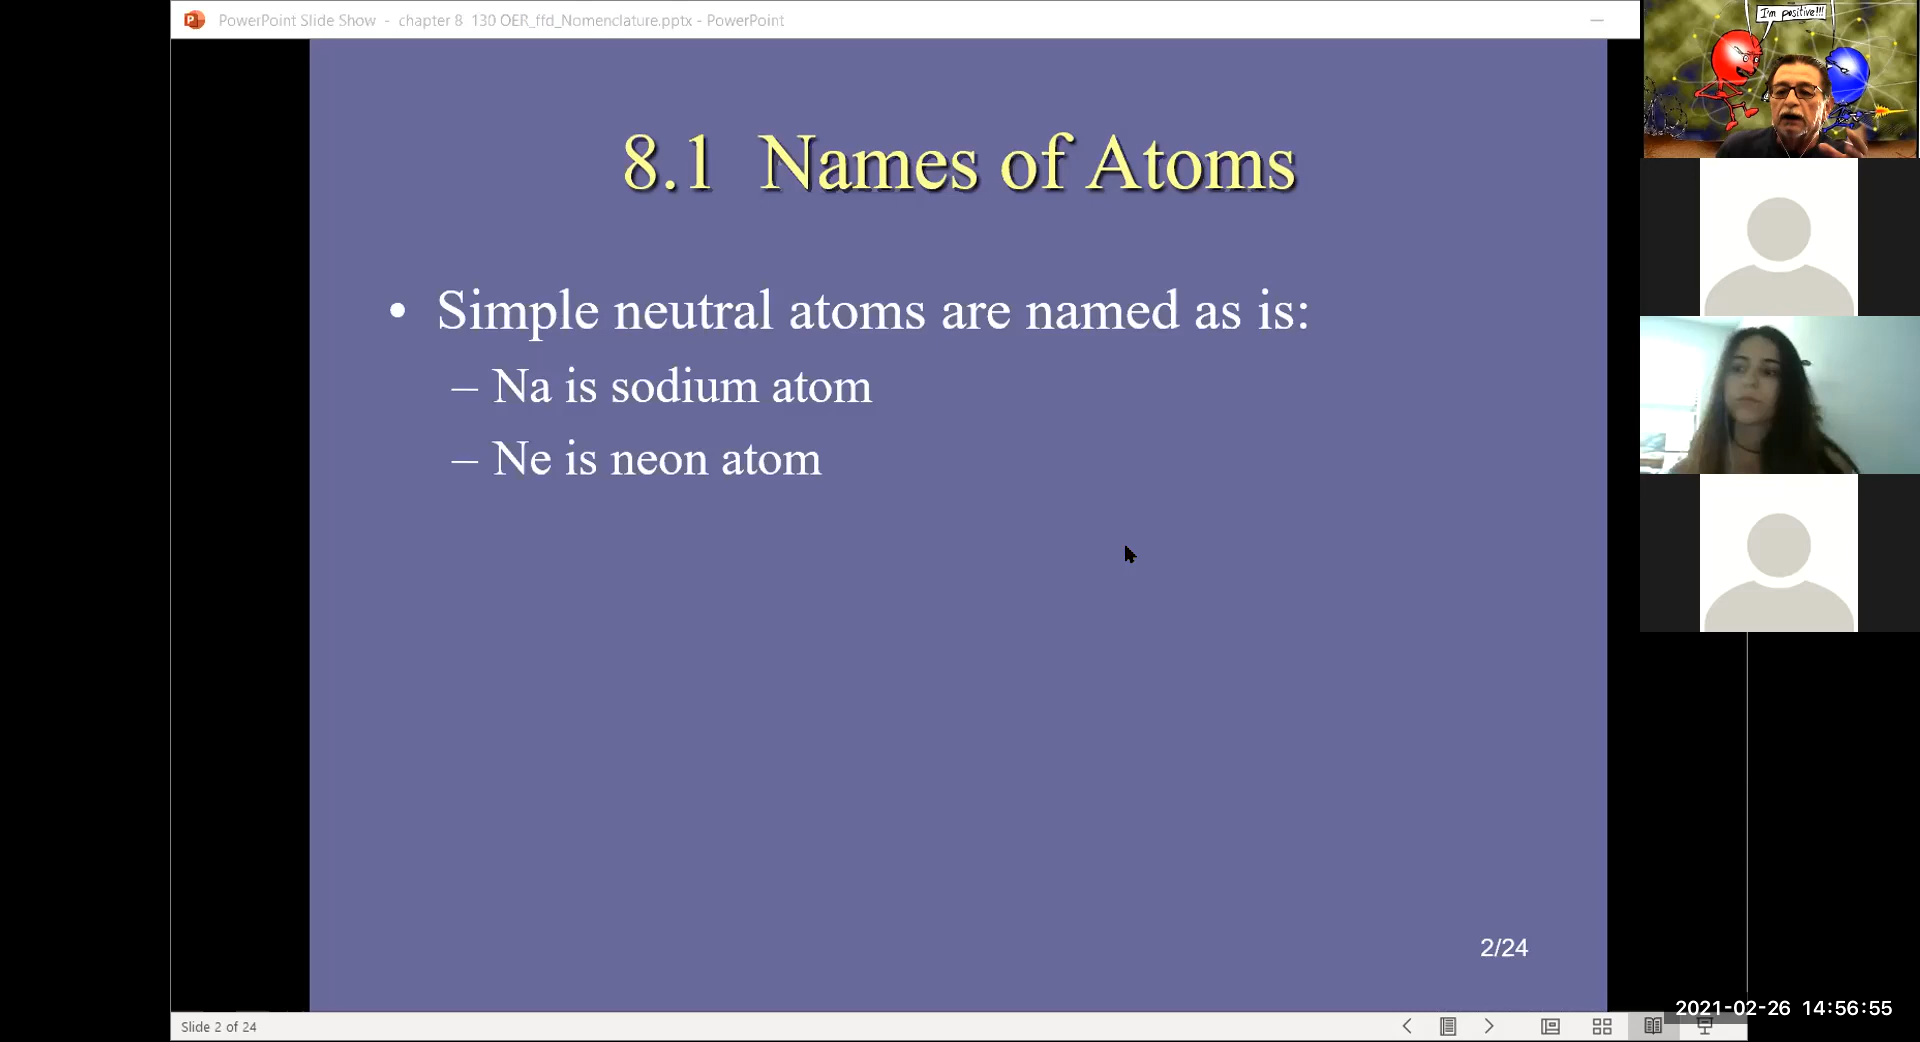 PowerPoint Slide Show - chapter 8 130 OER_ffd_Nomenclature.pptx - PowerPoint
I'm positive!!!
8.1 Names of Atoms
• Simple neutral atoms are named as is:
– Na is sodium atom
– Ne is neon atom
2/24
2021-02-26 14:56:55
Slide 2 of 24